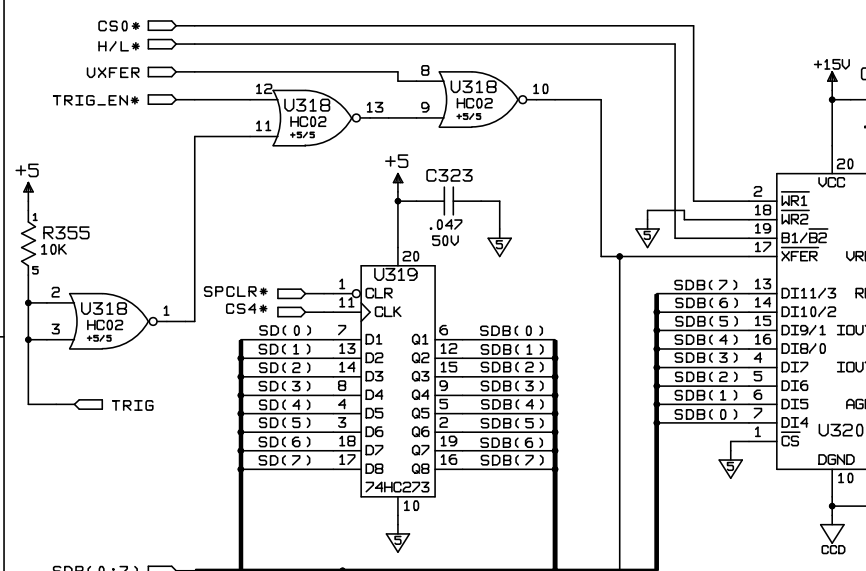 CS0*
H/L*
VXFER 8 10
TRIG_EN* 12 U318 13 9 U318
HC02 HC02
+5/5 +5/5
11
+15V
20
VCC
+5
1
R355
10K
5
+5
C323
.047
50V
5
20
U319
2 WR1
18 WR2
5
19 B1/B2
17 XFER
SPCLR* 1 CLR
CS4* 11 CLK
2 U318 1
3 HC02
+5/5
TRIG
SD(0) 7 D1 Q1 6 SDB(0)
SD(1) 13 D2 Q2 12 SDB(1)
SD(2) 14 D3 Q3 15 SDB(2)
SD(3) 8 D4 Q4 9 SDB(3)
SD(4) 4 D5 Q5 5 SDB(4)
SD(5) 3 D6 Q6 2 SDB(5)
SD(6) 18 D7 Q7 19 SDB(6)
SD(7) 17 D8 Q8 16 SDB(7)
74HC273
10
5
SDB(7) 13 DI11/3
SDB(6) 14 DI10/2
SDB(5) 15 DI9/1
SDB(4) 16 DI8/0
SDB(3) 4 DI7
SDB(2) 5 DI6
SDB(1) 6 DI5
SDB(0) 7 DI4
1 CS
5
U320
DGND
10
CCD